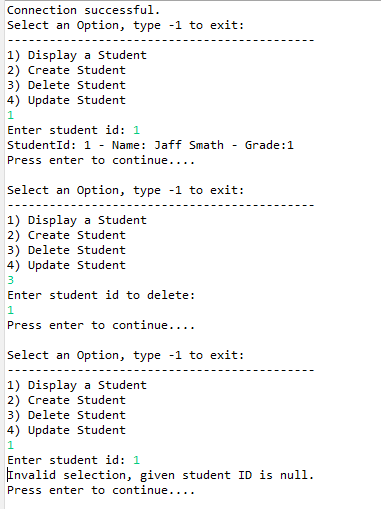 Connection successful.
Select an Option, type -1 to exit:
--------------------------------------------
1) Display a Student
2) Create Student
3) Delete Student
4) Update Student
1
Enter student id: 1
StudentId: 1 - Name: Jaff Smath - Grade:1
Press enter to continue....
Select an Option, type -1 to exit:
--------------------------------------------
1) Display a Student
2) Create Student
3) Delete Student
4) Update Student
3
Enter student id to delete:
1
Press enter to continue....
Select an Option, type -1 to exit:
--------------------------------------------
1) Display a Student
2) Create Student
3) Delete Student
4) Update Student
1
Enter student id: 1
Invalid selection, given student ID is null.
Press enter to continue....